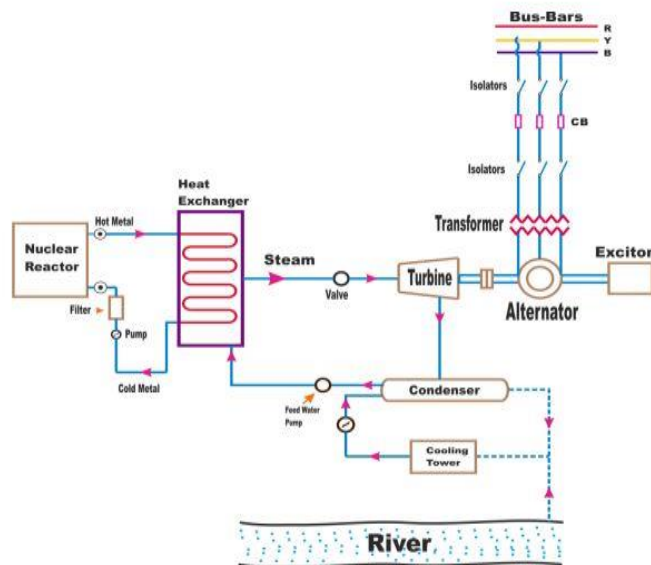 Bus-Bars
R
Y
B
Isolators
CB
Isolators
Heat
Exchanger
Hot Metal
Transformer
Nuclear
Reactor
Steam
Turbine
Excitor
Valve
Alternator
Filter
Pump
Cold Metal
Condenser
Feed Water
Pump
Cooling
Tower
River